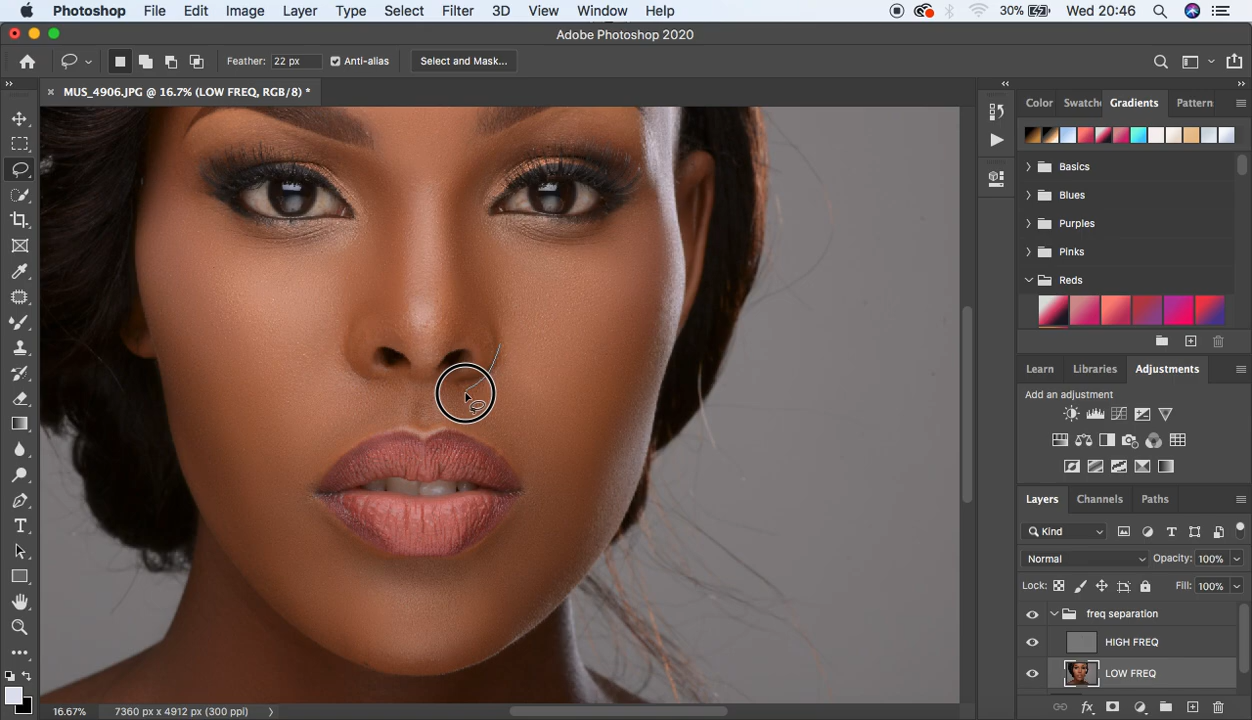 Photoshop File Edit Image Layer Type Select Filter 3D View Window Help 30% Wed 20:46
Adobe Photoshop 2020
Feather: 22 px Anti-alias Select and Mask...
MUS_4906.JPG @ 16.7% (LOW FREQ, RGB/8) *
Color Swatche Gradients Pattern
Basics
Blues
Purples
Pinks
Reds
Learn Libraries Adjustments
Add an adjustment
Layers Channels Paths
Kind
Normal Opacity: 100%
Lock: Fill: 100%
freq separation
HIGH FREQ
LOW FREQ
fx
16.67% 7360 px x 4912 px (300 ppi)